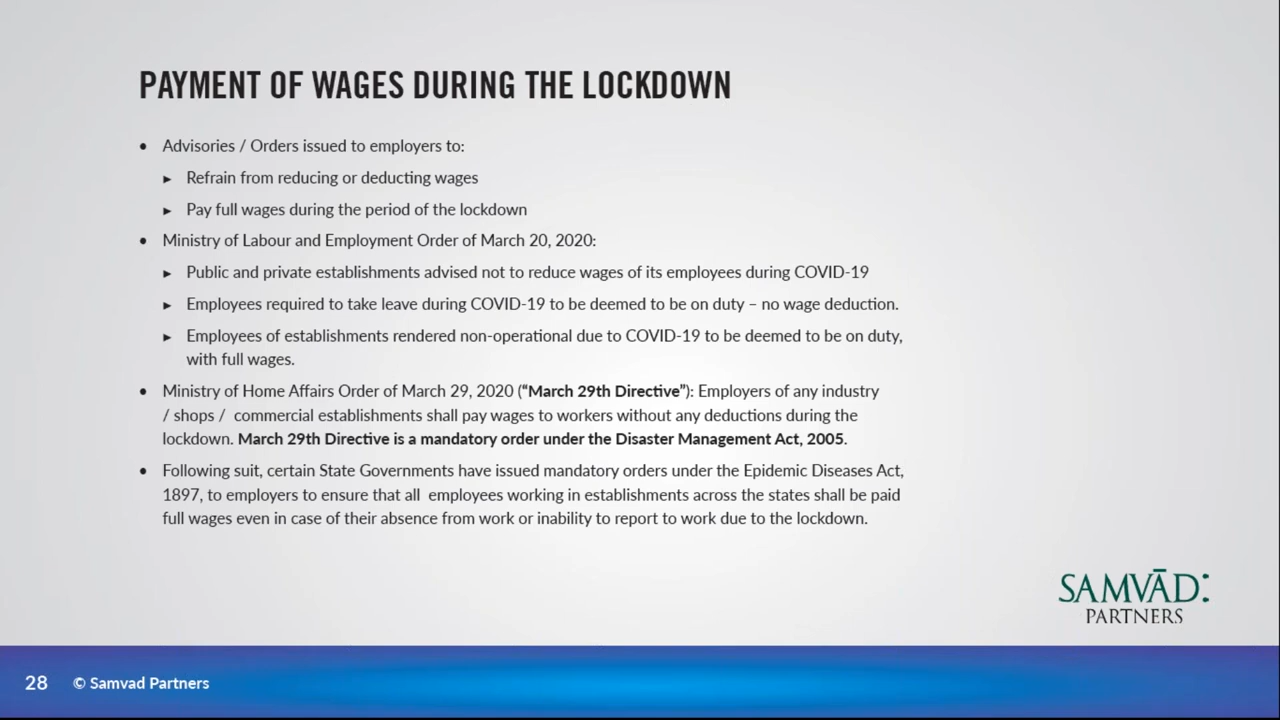 PAYMENT OF WAGES DURING THE LOCKDOWN
• Advisories / Orders issued to employers to:
► Refrain from reducing or deducting wages
► Pay full wages during the period of the lockdown
• Ministry of Labour and Employment Order of March 20, 2020:
► Public and private establishments advised not to reduce wages of its employees during COVID-19
► Employees required to take leave during COVID-19 to be deemed to be on duty – no wage deduction.
► Employees of establishments rendered non-operational due to COVID-19 to be deemed to be on duty,
with full wages.
• Ministry of Home Affairs Order of March 29, 2020 (“March 29th Directive”): Employers of any industry
/ shops / commercial establishments shall pay wages to workers without any deductions during the
lockdown. March 29th Directive is a mandatory order under the Disaster Management Act, 2005.
• Following suit, certain State Governments have issued mandatory orders under the Epidemic Diseases Act,
1897, to employers to ensure that all employees working in establishments across the states shall be paid
full wages even in case of their absence from work or inability to report to work due to the lockdown.
SAMVĀD:
PARTNERS
28 © Samvad Partners